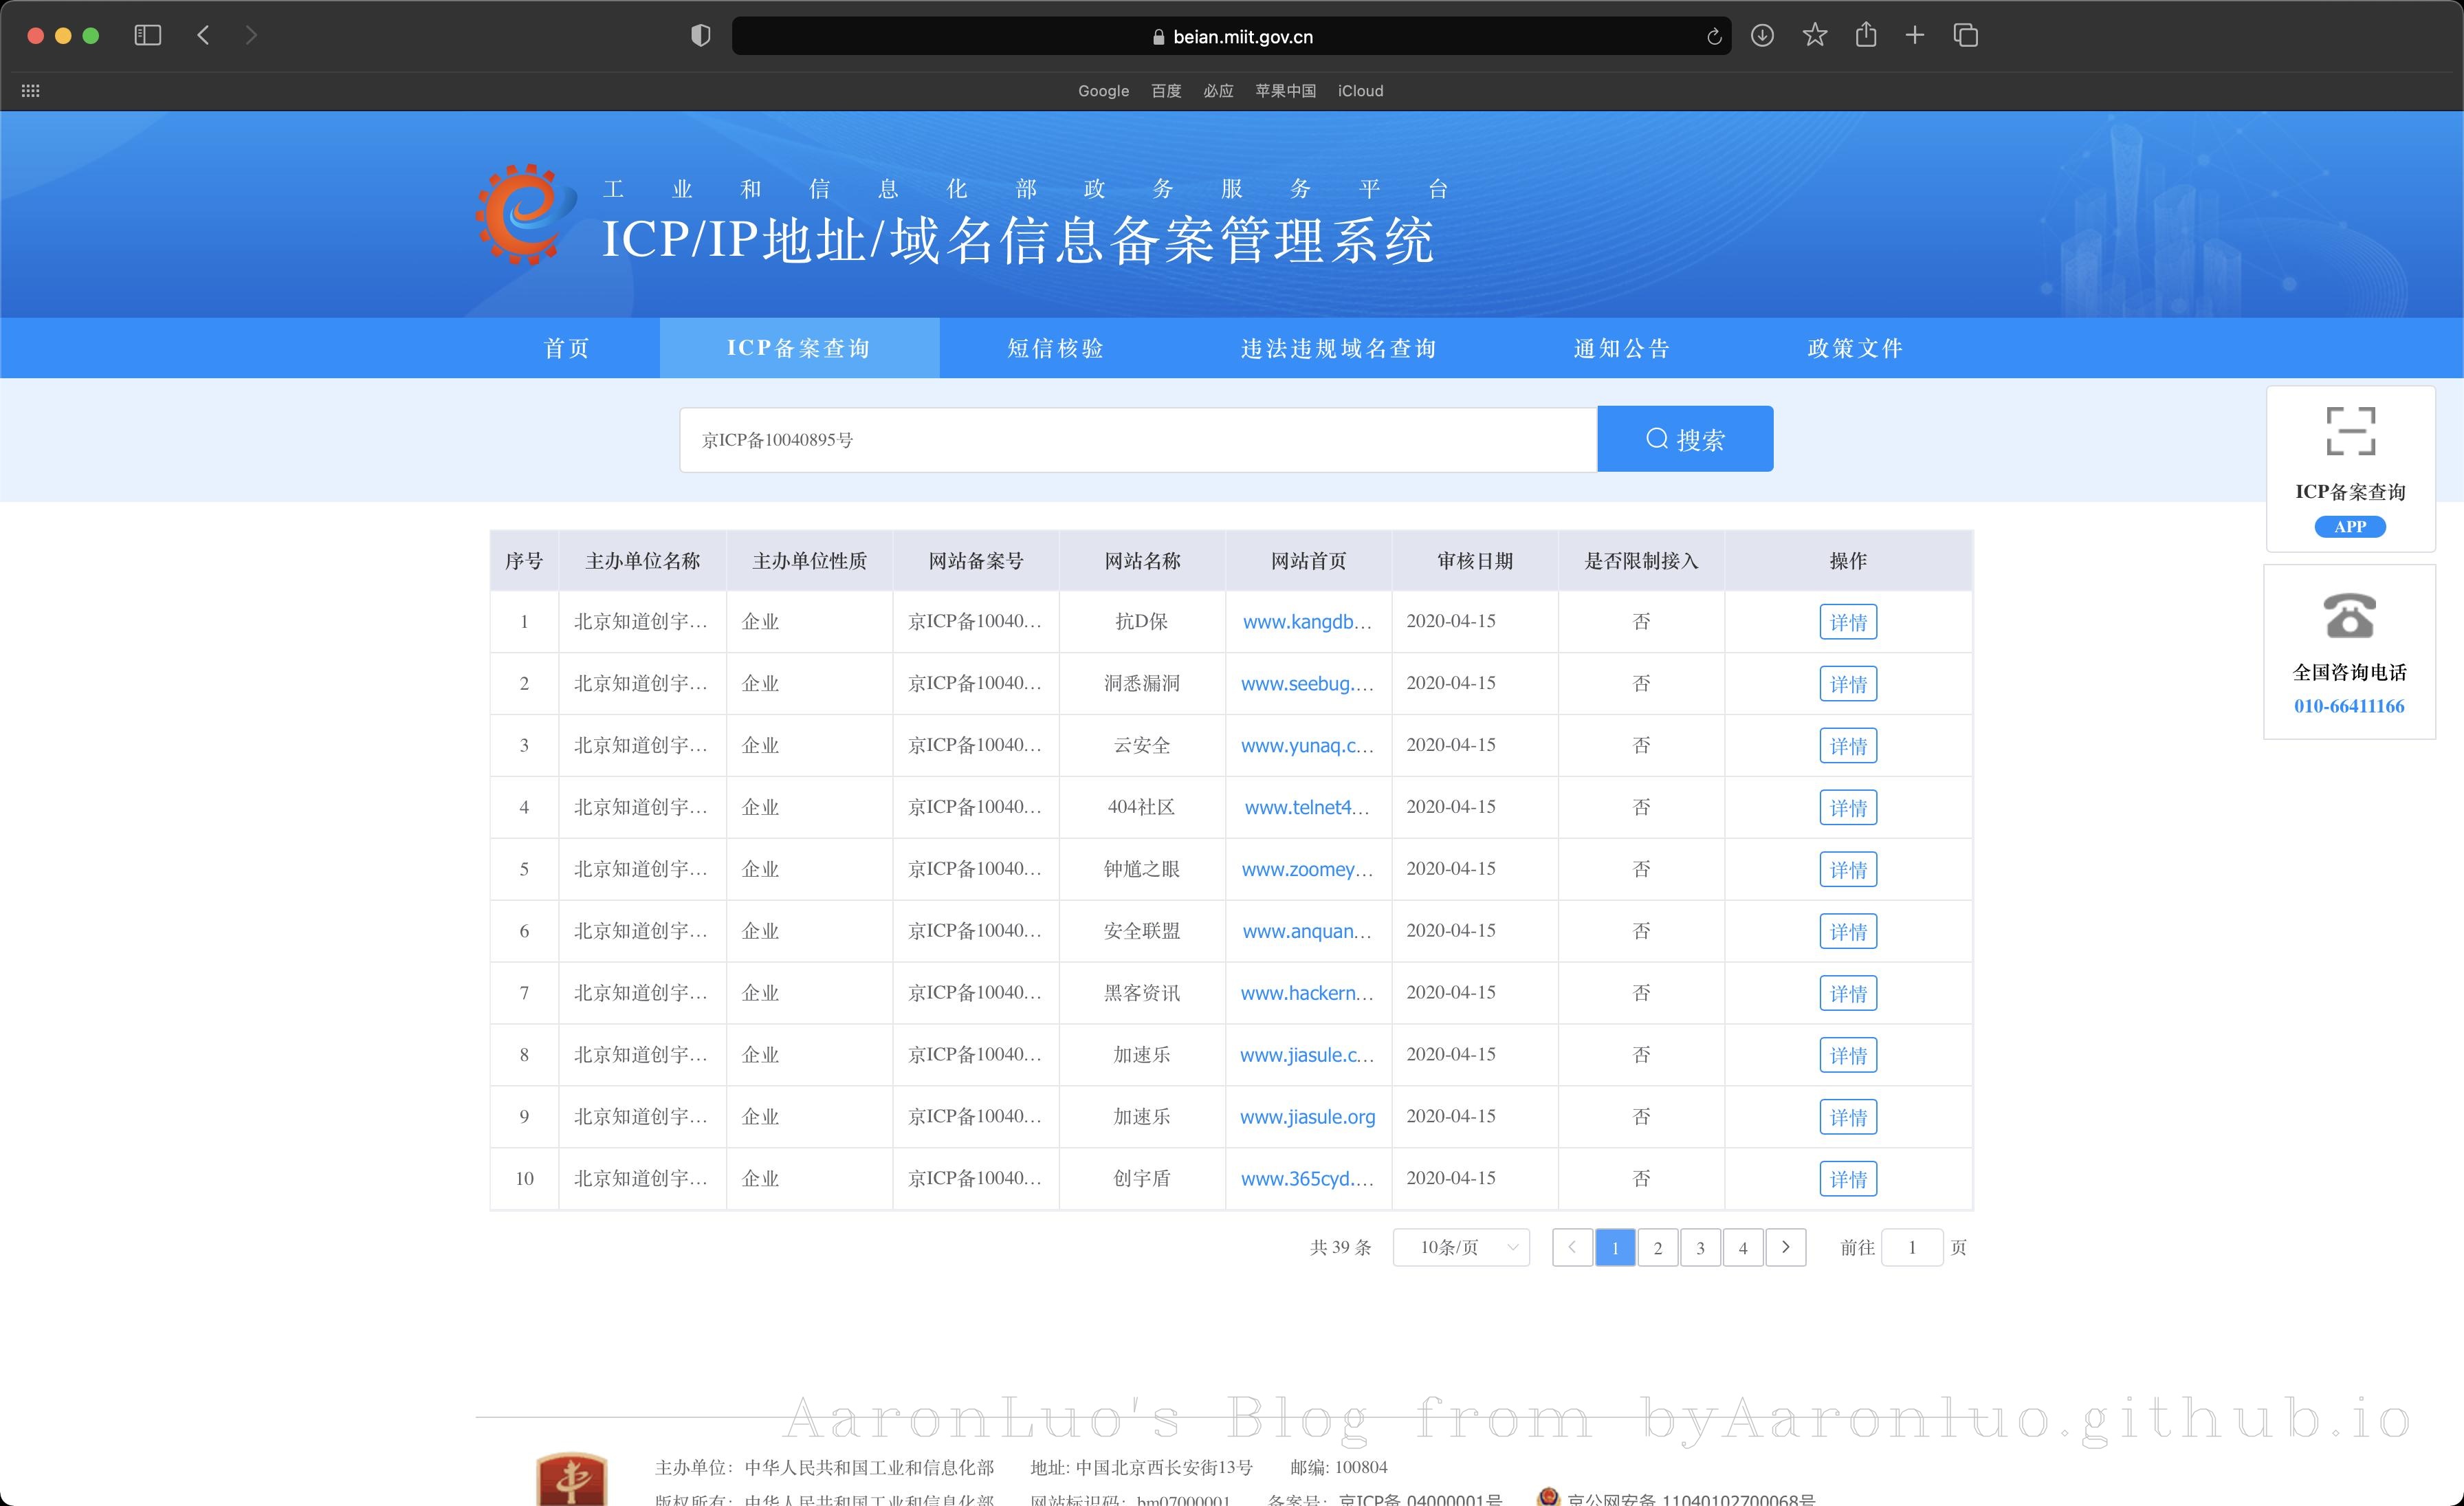 beian.miit.gov.cn
Google 百度 必应 苹果中国 iCloud
工业和信息化部政务服务平台
ICP/IP地址/域名信息备案管理系统
首页 ICP备案查询 短信核验 违法违规域名查询 通知公告 政策文件
京ICP备10040895号 搜索
ICP备案查询
APP
全国咨询电话
010-66411166
序号 主办单位名称 主办单位性质 网站备案号 网站名称 网站首页 审核日期 是否限制接入 操作
1 北京知道创宇… 企业 京ICP备10040… 抗D保 www.kangdb… 2020-04-15 否 详情
2 北京知道创宇… 企业 京ICP备10040… 洞悉漏洞 www.seebug.… 2020-04-15 否 详情
3 北京知道创宇… 企业 京ICP备10040… 云安全 www.yunaq.c… 2020-04-15 否 详情
4 北京知道创宇… 企业 京ICP备10040… 404社区 www.telnet4… 2020-04-15 否 详情
5 北京知道创宇… 企业 京ICP备10040… 钟馗之眼 www.zoomey… 2020-04-15 否 详情
6 北京知道创宇… 企业 京ICP备10040… 安全联盟 www.anquan… 2020-04-15 否 详情
7 北京知道创宇… 企业 京ICP备10040… 黑客资讯 www.hackern… 2020-04-15 否 详情
8 北京知道创宇… 企业 京ICP备10040… 加速乐 www.jiasule.c… 2020-04-15 否 详情
9 北京知道创宇… 企业 京ICP备10040… 加速乐 www.jiasule.org 2020-04-15 否 详情
10 北京知道创宇… 企业 京ICP备10040… 创宇盾 www.365cyd.… 2020-04-15 否 详情
共 39 条 10条/页 1 2 3 4 前往 1 页
AaronLuo's Blog from byAaronluo.github.io
主办单位：中华人民共和国工业和信息化部 地址: 中国北京西长安街13号 邮编: 100804
版权所有：中华人民共和国工业和信息化部 网站标识码：bm07000001 备案号：京ICP备 04000001号 京公网安备 11040102700068号